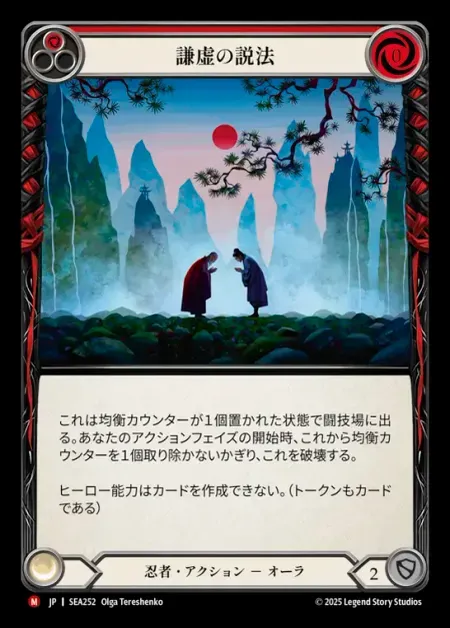 0
謙虚の説法
これは均衡カウンターが1個置かれた状態で闘技場に出
る。あなたのアクションフェイズの開始時、これから均衡カ
ウンターを1個取り除かないかぎり、これを破壊する。
ヒーロー能力はカードを作成できない。（トークンもカード
である）
忍者・アクション － オーラ
2
M JP | SEA252 Olga Tereshenko
© 2025 Legend Story Studios